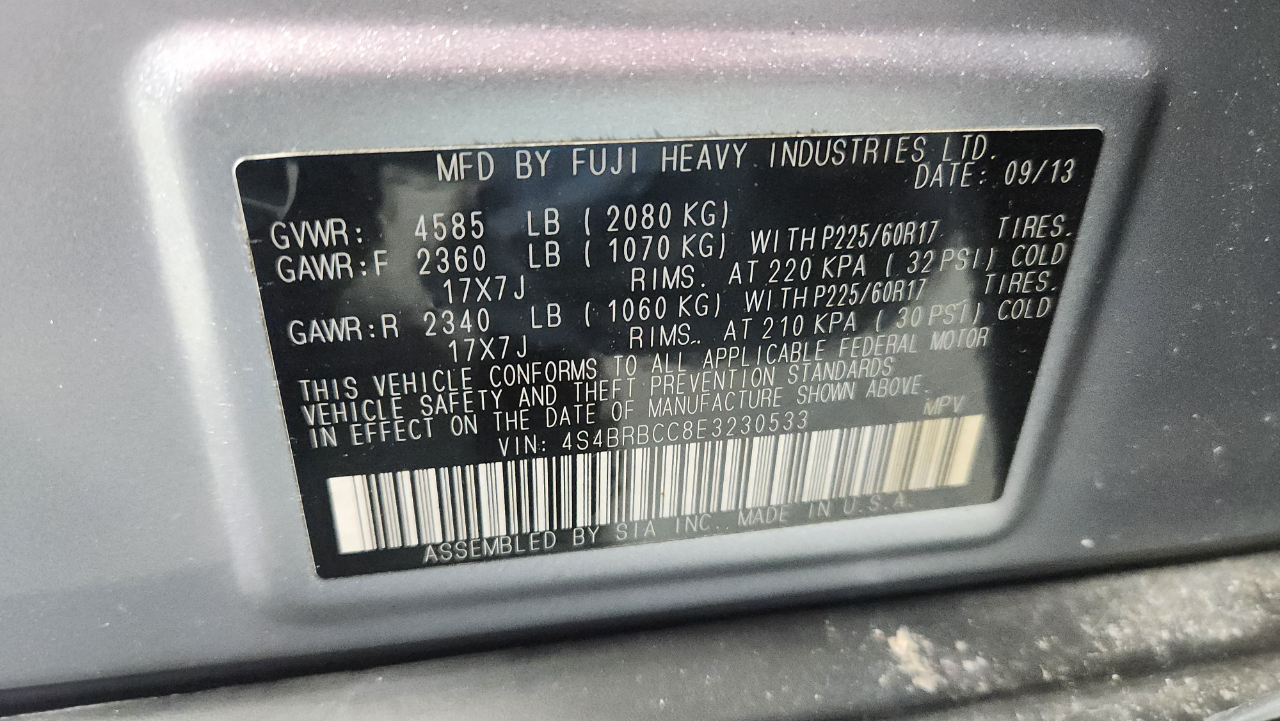 MFD BY FUJI HEAVY INDUSTRIES LTD.
DATE: 09/13
GVWR: 4585 LB ( 2080 KG)
GAWR:F 2360 LB ( 1070 KG) WITH P225/60R17 TIRES.
17X7J RIMS. AT 220 KPA ( 32 PSI) COLD
GAWR:R 2340 LB ( 1060 KG) WITH P225/60R17 TIRES.
17X7J RIMS. AT 210 KPA ( 30 PSI) COLD
THIS VEHICLE CONFORMS TO ALL APPLICABLE FEDERAL MOTOR
VEHICLE SAFETY AND THEFT PREVENTION STANDARDS
IN EFFECT ON THE DATE OF MANUFACTURE SHOWN ABOVE.
VIN: 4S4BRBCC8E3230533 MPV
ASSEMBLED BY SIA INC., MADE IN U.S.A.